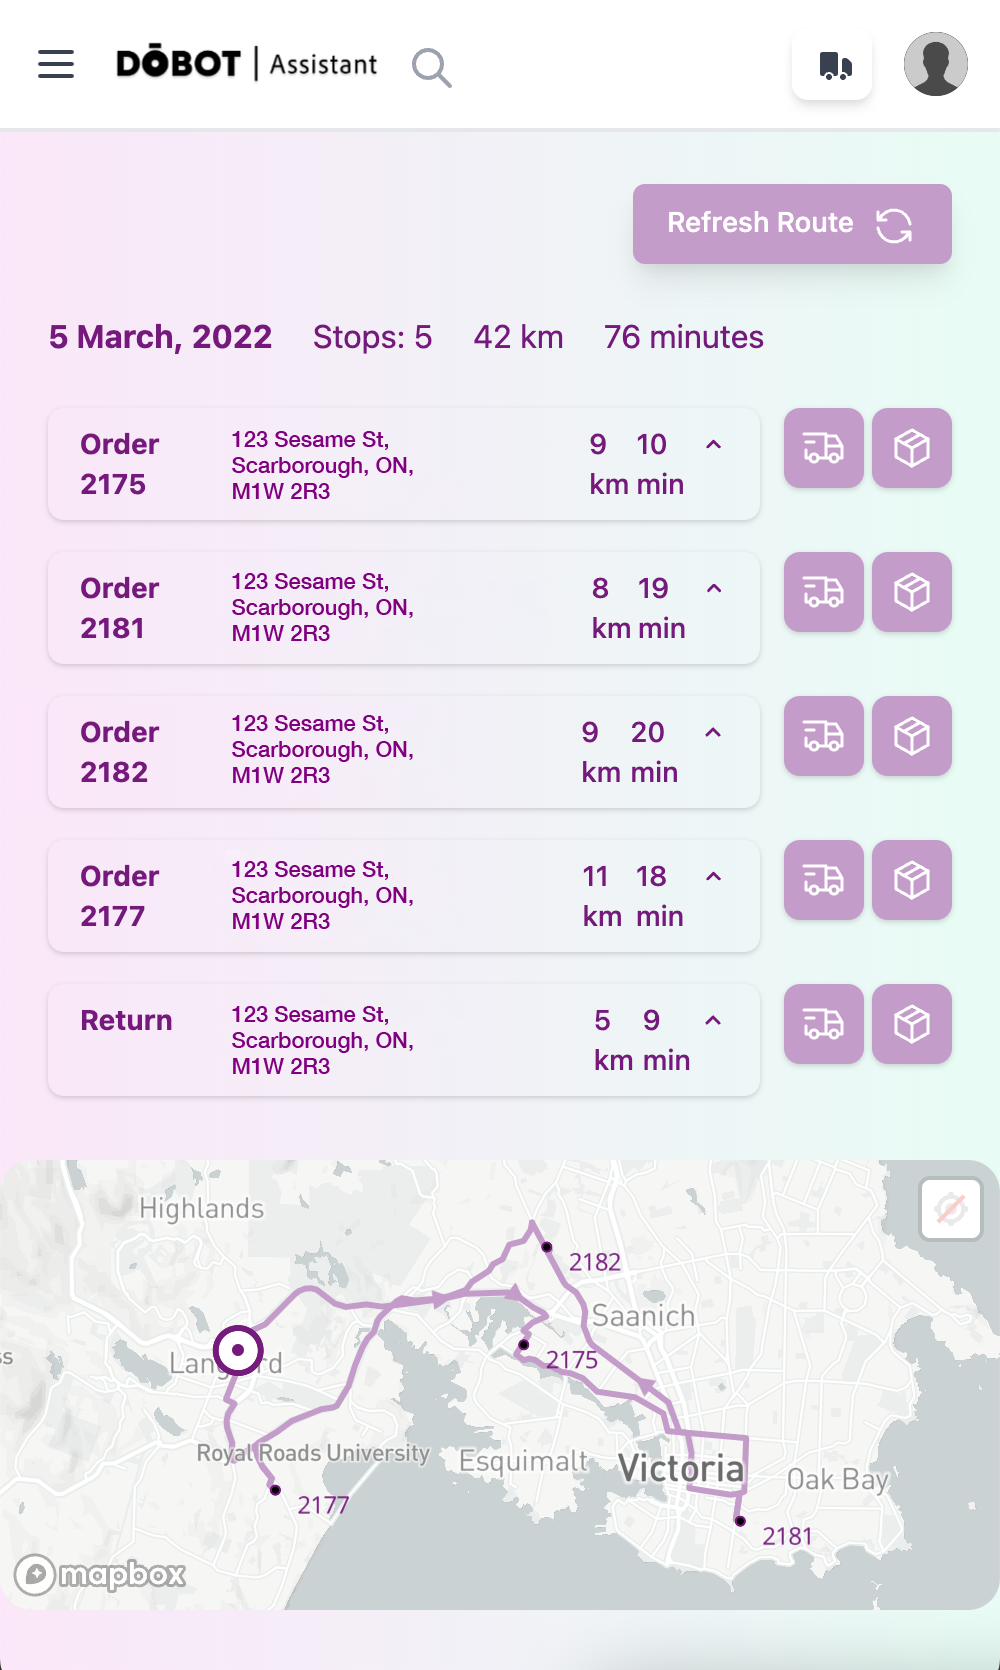 DŌBOT | Assistant
Refresh Route
5 March, 2022 Stops: 5 42 km 76 minutes
Order 2175
123 Sesame St,
Scarborough, ON,
M1W 2R3
9 km 10 min
Order 2181
123 Sesame St,
Scarborough, ON,
M1W 2R3
8 km 19 min
Order 2182
123 Sesame St,
Scarborough, ON,
M1W 2R3
9 km 20 min
Order 2177
123 Sesame St,
Scarborough, ON,
M1W 2R3
11 km 18 min
Return
123 Sesame St,
Scarborough, ON,
M1W 2R3
5 km 9 min
Highlands
2182
Saanich
2175
Royal Roads University
Esquimalt
Victoria
Oak Bay
2177
2181
mapbox